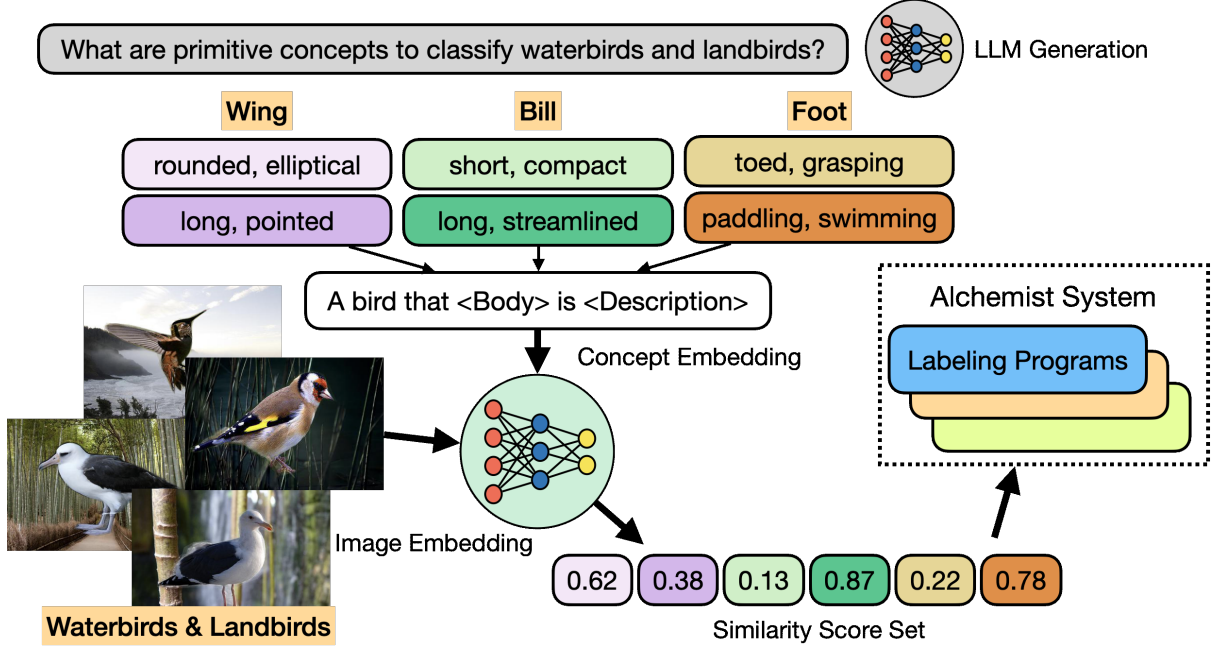 What are primitive concepts to classify waterbirds and landbirds?
LLM Generation
Wing
Bill
Foot
rounded, elliptical
short, compact
toed, grasping
long, pointed
long, streamlined
paddling, swimming
A bird that <Body> is <Description>
Concept Embedding
Alchemist System
Labeling Programs
Image Embedding
0.62
0.38
0.13
0.87
0.22
0.78
Similarity Score Set
Waterbirds & Landbirds